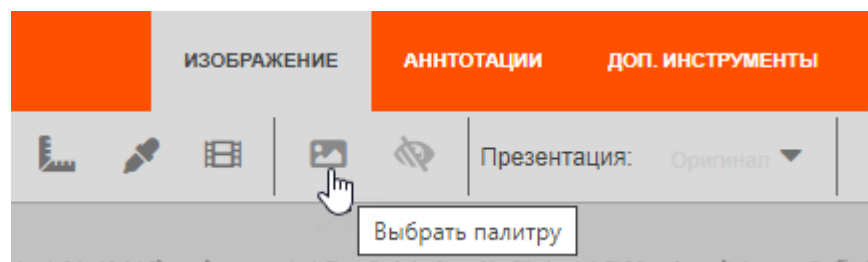 ИЗОБРАЖЕНИЕ АННТОТАЦИИ ДОП. ИНСТРУМЕНТЫ
Презентация: Оригинал
Выбрать палитру